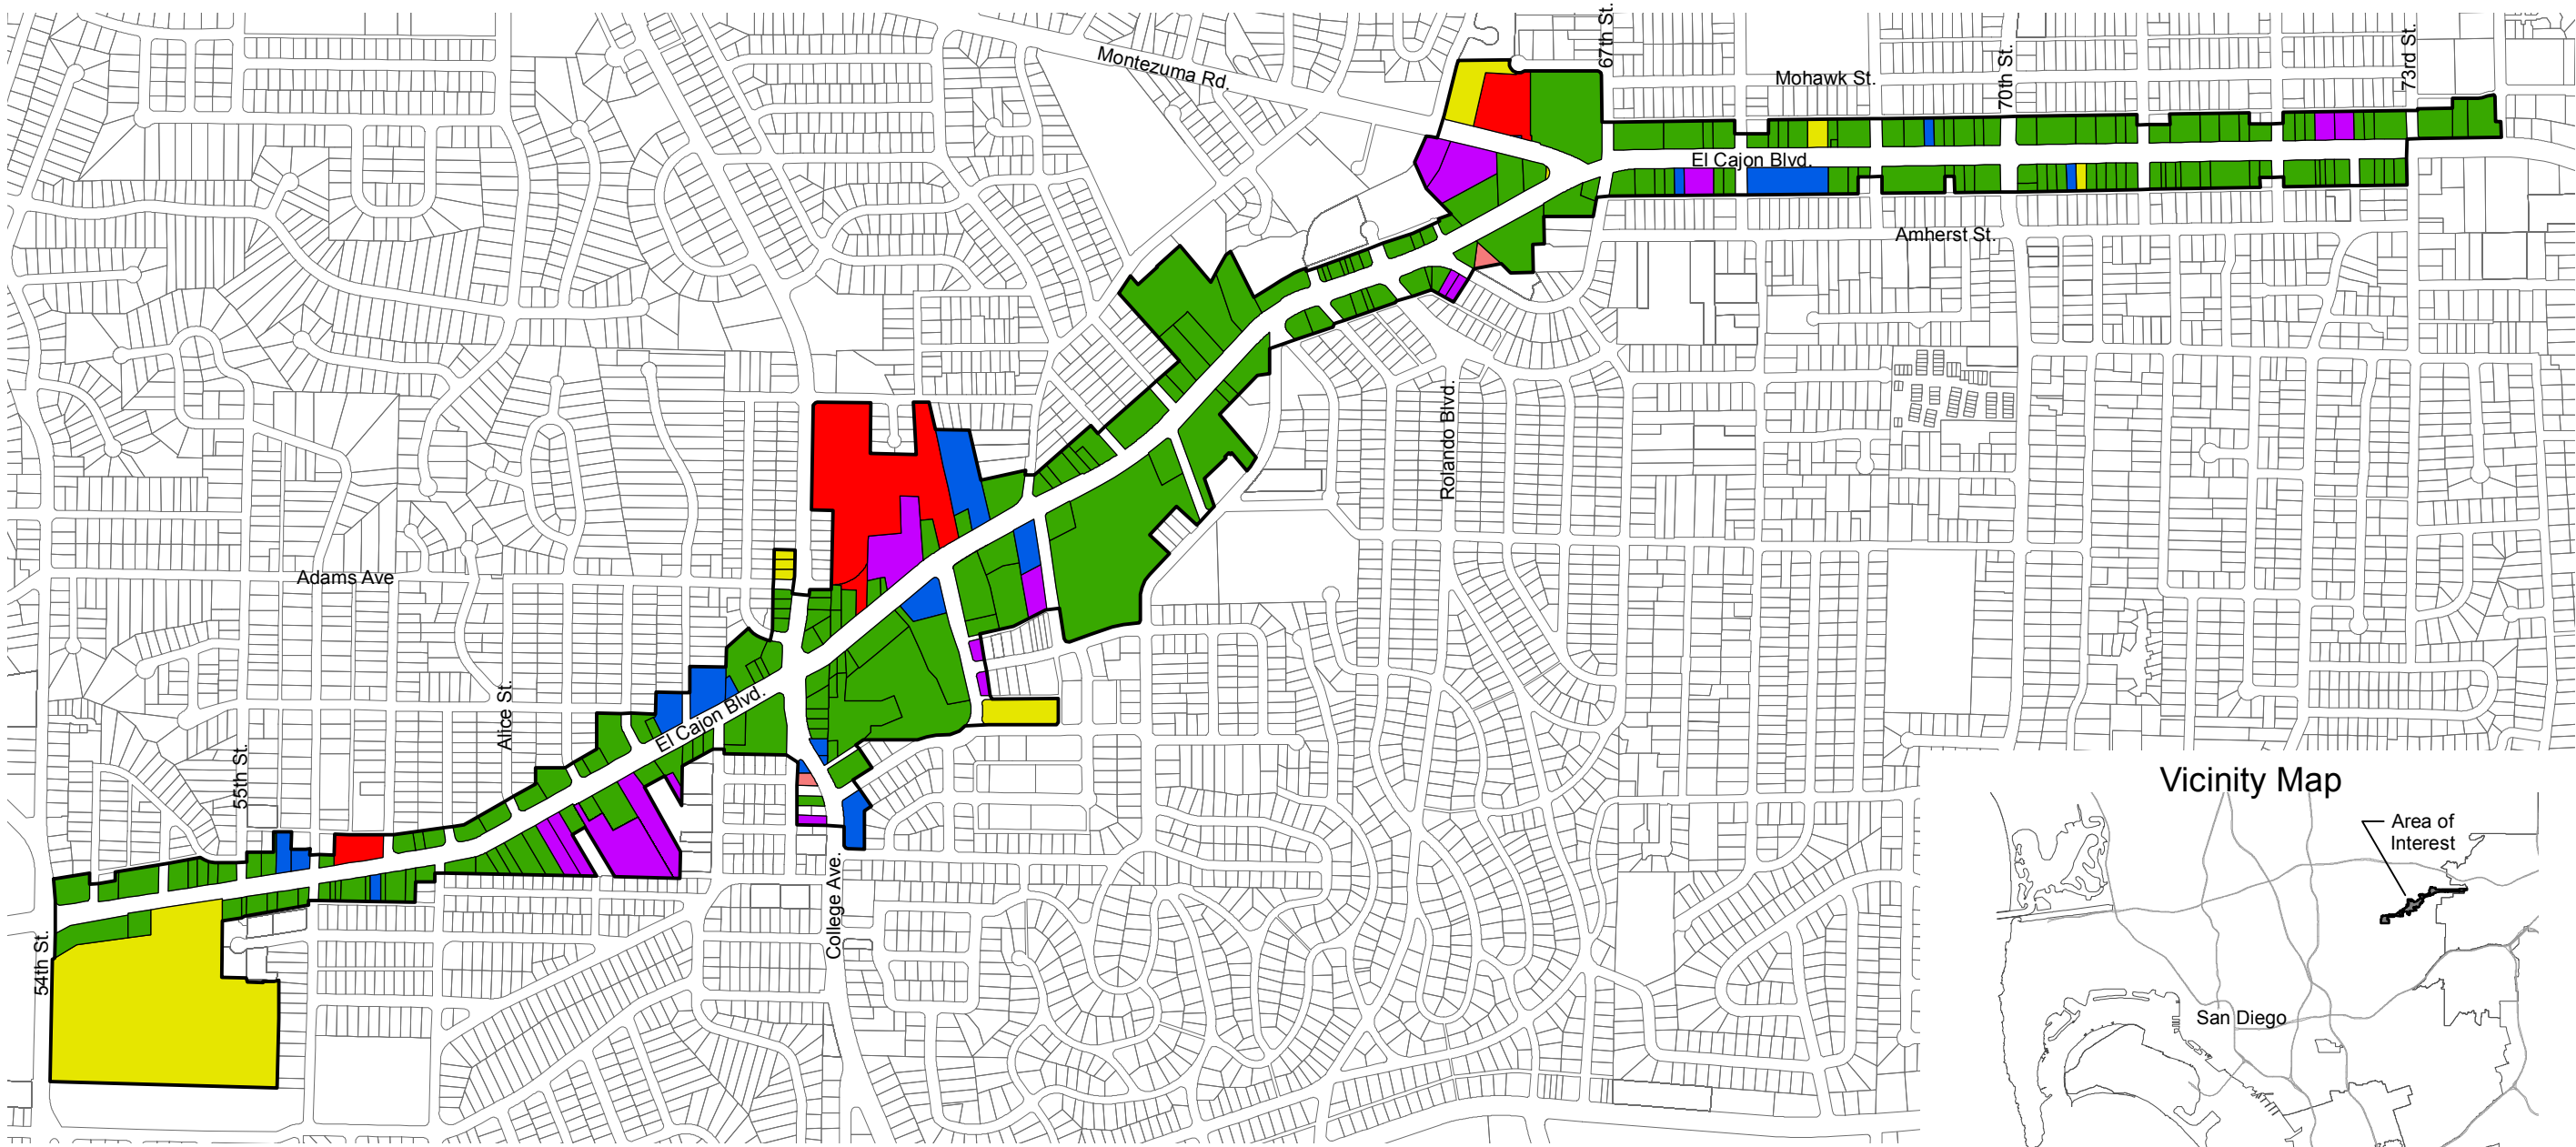 67th St.
73rd St.
Montezuma Rd.
Mohawk St.
70th St.
El Cajon Blvd.
Amherst St.
Rolando Blvd.
Adams Ave
Alice St.
El Cajon Blvd.
55th St.
College Ave.
54th St.
Vicinity Map
Area of
Interest
San Diego